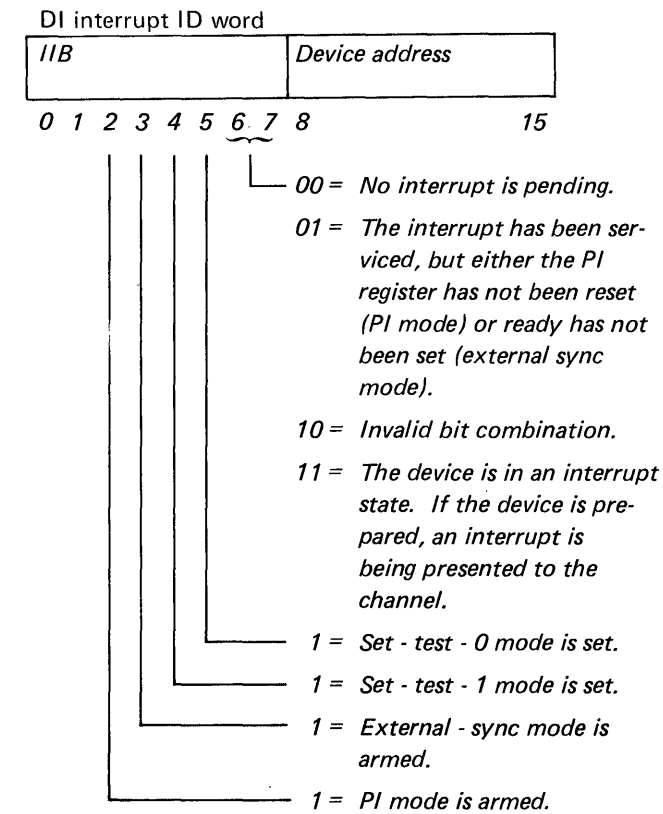 DI interrupt ID word
IIB Device address
0 1 2 3 4 5 6 7 8 15
00 = No interrupt is pending.
01 = The interrupt has been ser-
viced, but either the PI
register has not been reset
(PI mode) or ready has not
been set (external sync
mode).
10 = Invalid bit combination.
11 = The device is in an interrupt
state. If the device is pre-
pared, an interrupt is
being presented to the
channel.
1 = Set - test - 0 mode is set.
1 = Set - test - 1 mode is set.
1 = External - sync mode is
armed.
1 = PI mode is armed.